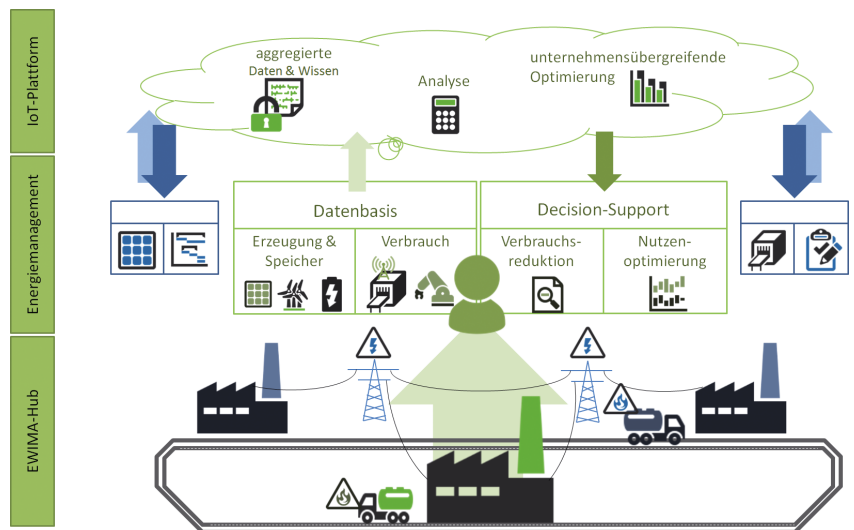 IoT-Plattform
aggregierte
Daten & Wissen
Analyse
unternehmensübergreifende
Optimierung
Energiemanagement
Datenbasis
Decision-Support
Erzeugung &
Speicher
Verbrauch
Verbrauchs-
reduktion
Nutzen-
optimierung
EWIMA-Hub